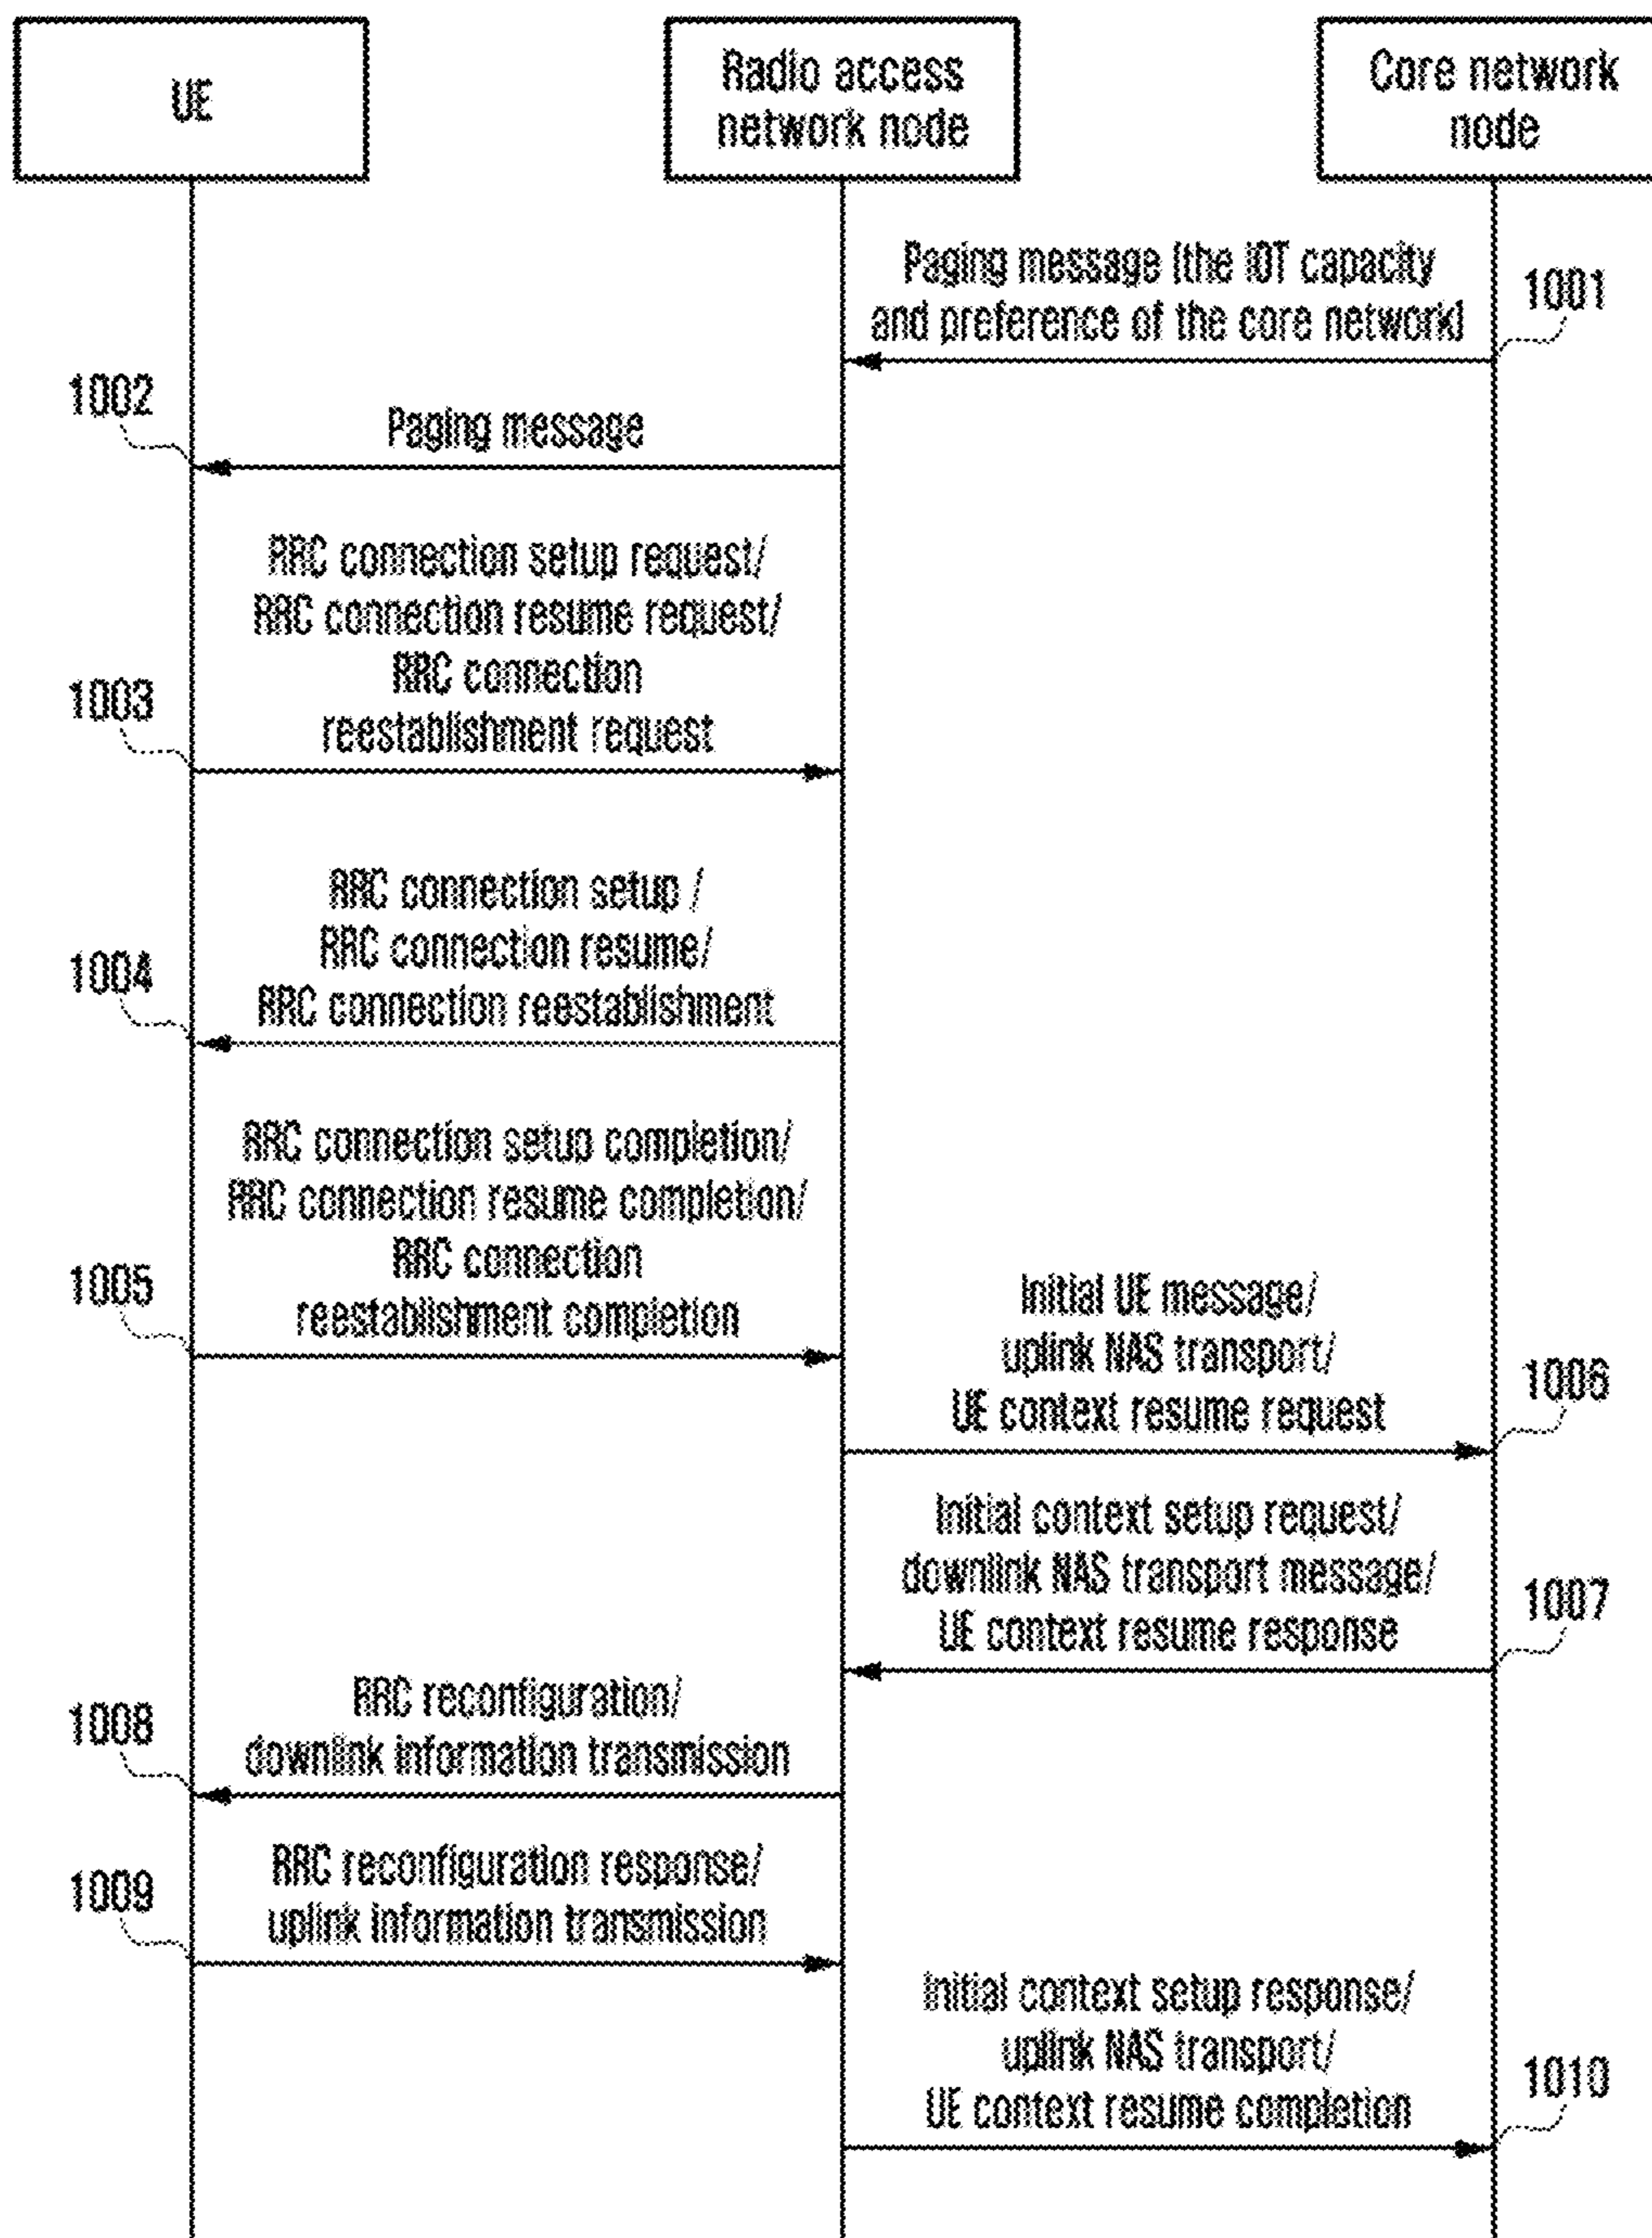 UE
Radio access
network node
Core network
node
Paging message (the IOT capacity
and preference of the core network)
1001
1002
Paging message
RRC connection setup request/
RRC connection resume request/
RRC connection
reestablishment request
1003
RRC connection setup /
RRC connection resume/
RRC connection reestablishment
1004
RRC connection setup completion/
RRC connection resume completion/
RRC connection
reestablishment completion
1005
Initial UE message/
uplink NAS transport/
UE context resume request
1006
Initial context setup request/
downlink NAS transport message/
UE context resume response
1007
RRC reconfiguration/
downlink information transmission
1008
RRC reconfiguration response/
uplink information transmission
1009
Initial context setup response/
uplink NAS transport/
UE context resume completion
1010